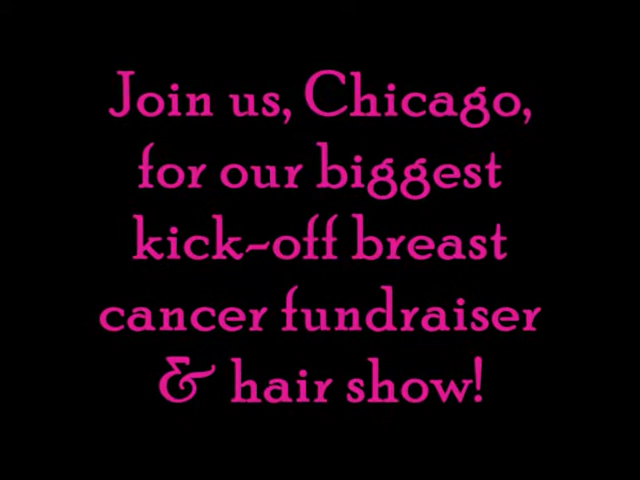 Join us, Chicago,
for our biggest
kick-off breast
cancer fundraiser
& hair show!